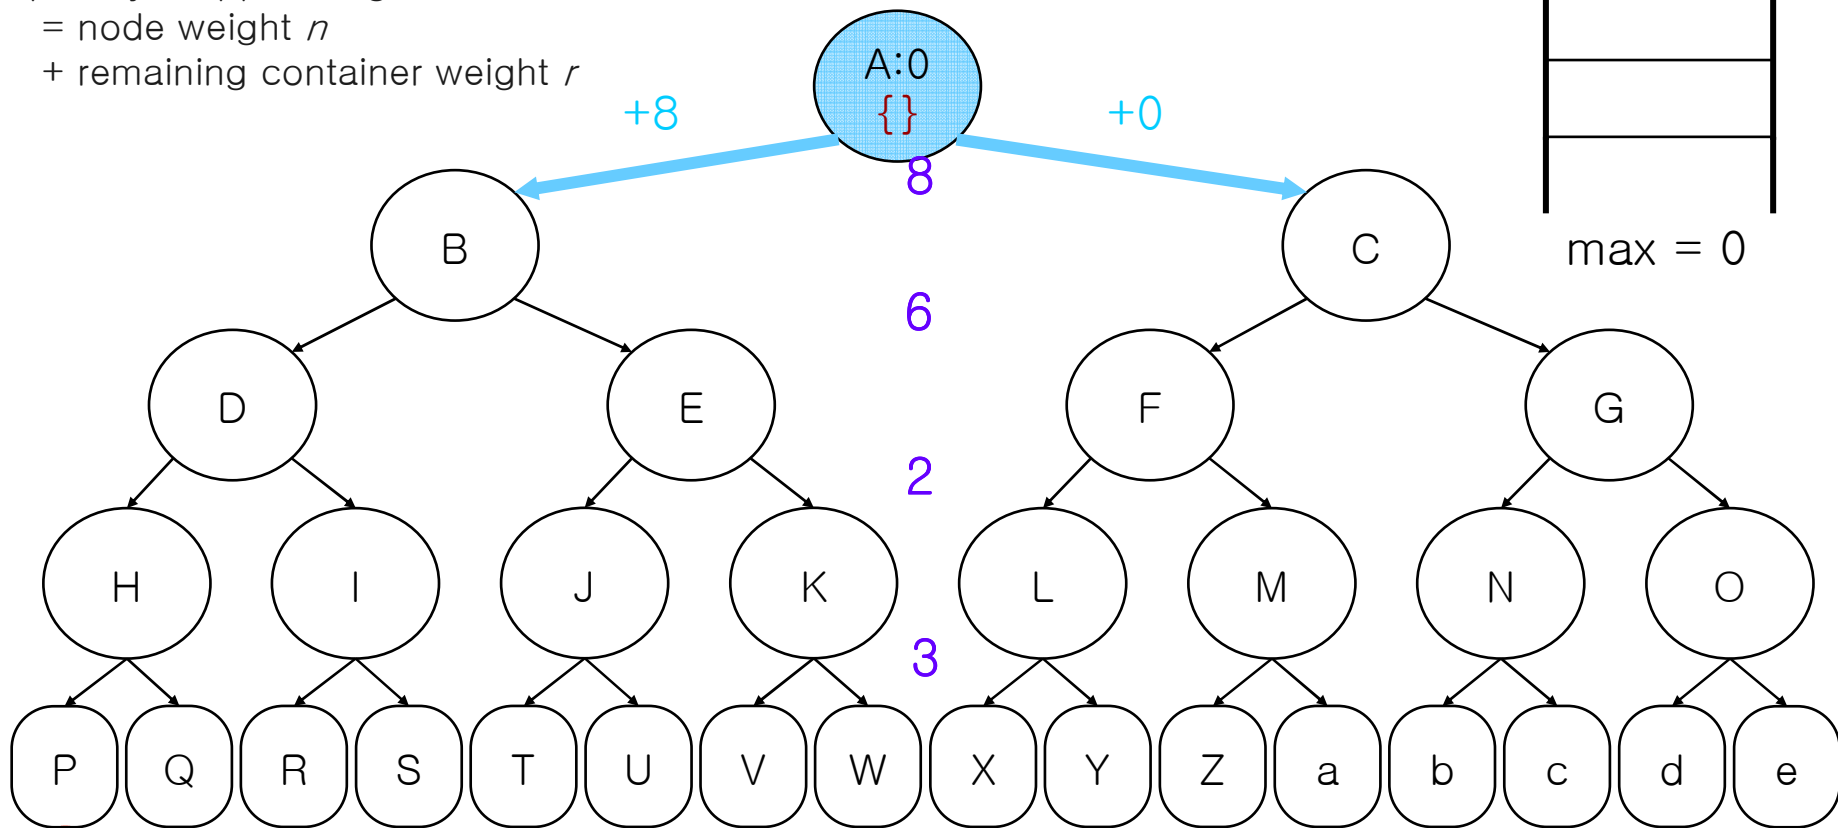 = node weight n
+ remaining container weight r
A:0
{}
+8
+0
8
B
C
max = 0
6
D
E
F
G
2
H
I
J
K
L
M
N
O
3
P
Q
R
S
T
U
V
W
X
Y
Z
a
b
c
d
e